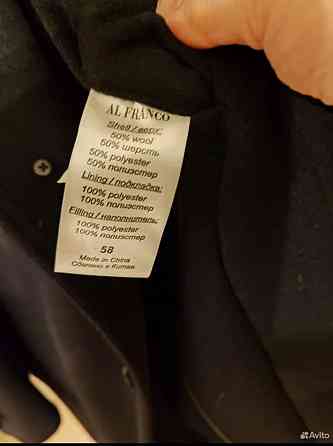 AL FRANCO
Shell / верх:
50% wool
50% шерсть
50% polyester
50% полиэстер
Lining / подкладка:
100% polyester
100% полиэстер
Filling / наполнитель:
100% polyester
100% полиэстер
58
Made in China
Сделано в Китае
Avito